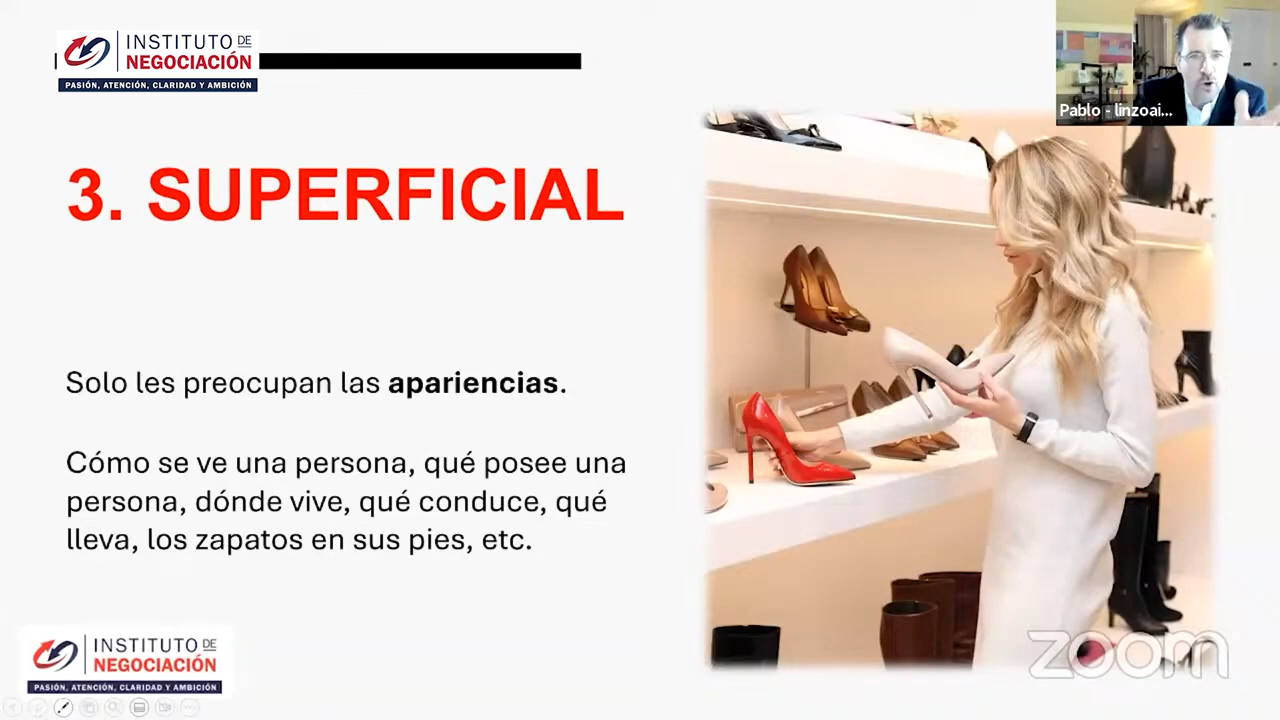 INSTITUTO DE
NEGOCIACIÓN
PASIÓN, ATENCIÓN, CLARIDAD Y AMBICIÓN
Pablo - linzoai...
3. SUPERFICIAL
Solo les preocupan las apariencias.
Cómo se ve una persona, qué posee una
persona, dónde vive, qué conduce, qué
lleva, los zapatos en sus pies, etc.
INSTITUTO DE
NEGOCIACIÓN
PASIÓN, ATENCIÓN, CLARIDAD Y AMBICIÓN
zoom